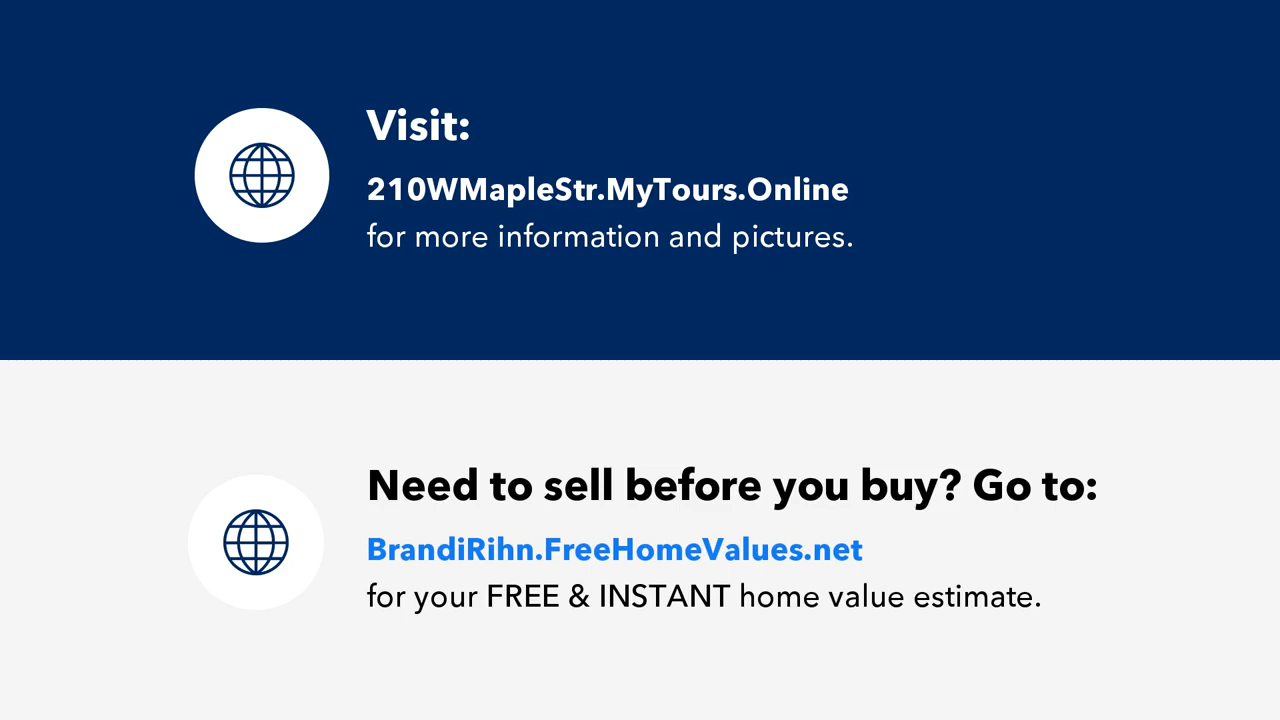 Visit:
210WMapleStr.MyTours.Online
for more information and pictures.
Need to sell before you buy? Go to:
BrandiRihn.FreeHomeValues.net
for your FREE & INSTANT home value estimate.